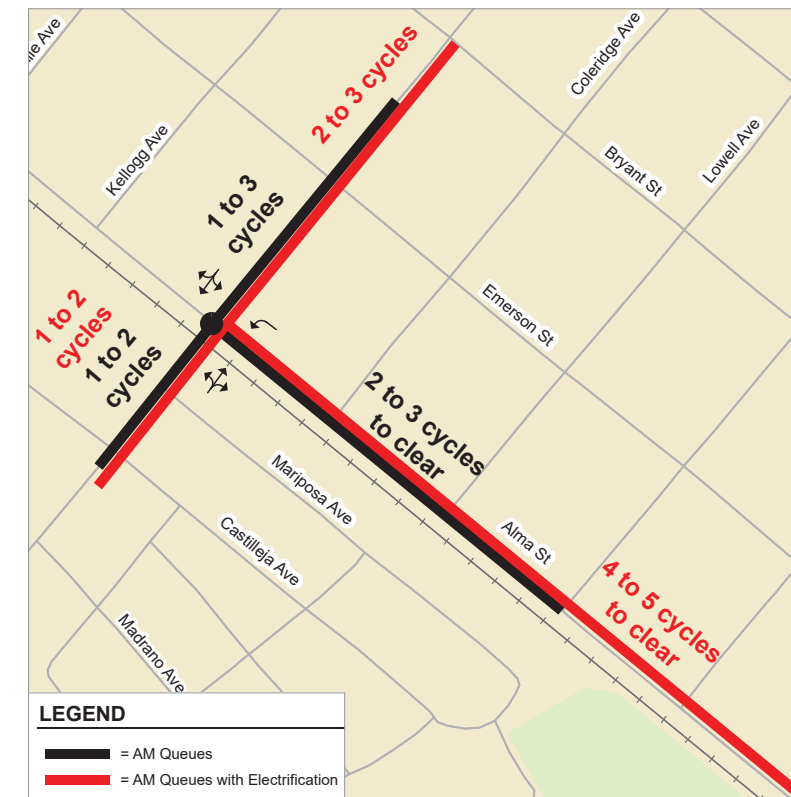 2 to 3 cycles
Coleridge Ave
Kellogg Ave
Bryant St
Lowell Ave
1 to 3
cycles
1 to 2
cycles
1 to 2
cycles
Emerson St
2 to 3 cycles
to clear
Mariposa Ave
Castilleja Ave
Alma St
4 to 5 cycles
to clear
Madrono Ave
LEGEND
= AM Queues
= AM Queues with Electrification